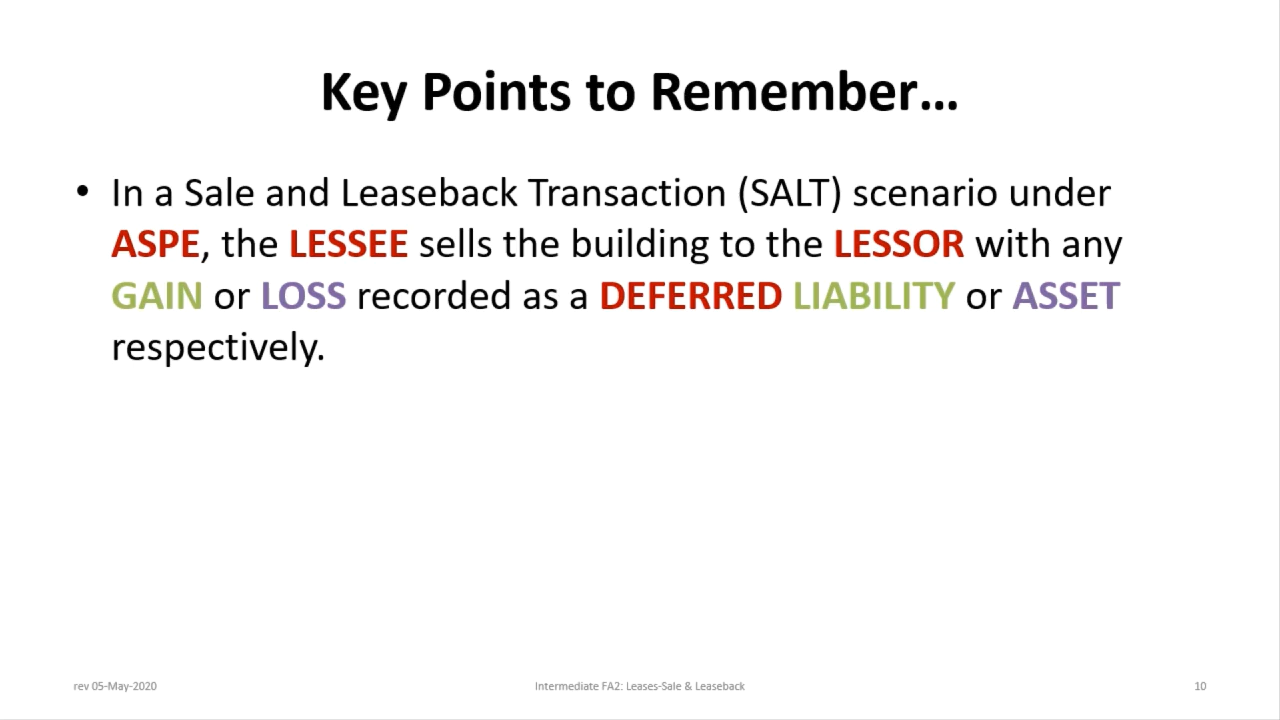 Key Points to Remember…
• In a Sale and Leaseback Transaction (SALT) scenario under
ASPE, the LESSEE sells the building to the LESSOR with any
GAIN or LOSS recorded as a DEFERRED LIABILITY or ASSET
respectively.
rev 05-May-2020
Intermediate FA2: Leases-Sale & Leaseback
10